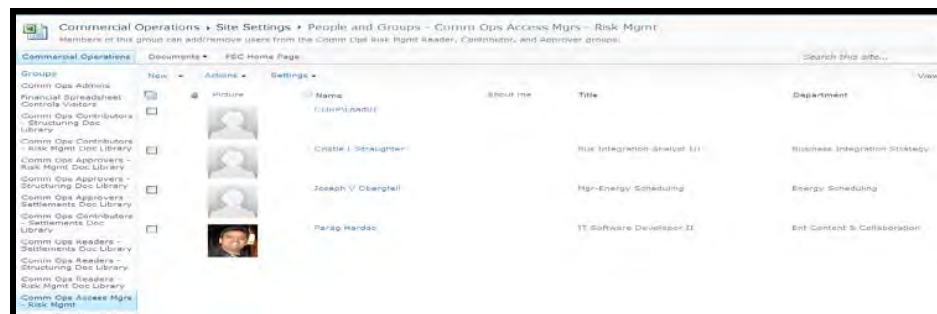 Commercial Operations ▸ Site Settings ▸ People and Groups - Comm Ops Access Mgrs - Risk Mgmt
Members of this group can add/remove users from the Comm Ops Risk Mgmt Reader, Contributor, and Approver groups.
Commercial Operations Documents FSC Home Page Search this site...
Groups
New Actions Settings View
Comm Ops Admins
Financial Spreadsheet
Controls Visitors
Comm Ops Contributors
- Structuring Doc
Library
Comm Ops Contributors
- Risk Mgmt Doc Library
Comm Ops Approvers -
Risk Mgmt Doc Library
Comm Ops Approvers -
Structuring Doc Library
Comm Ops Approvers -
Settlements Doc Library
Comm Ops Contributors
- Settlements Doc
Library
Comm Ops Readers -
Settlements Doc Library
Comm Ops Readers -
Structuring Doc Library
Comm Ops Readers -
Risk Mgmt Doc Library
Comm Ops Access Mgrs
- Risk Mgmt
Picture Name About me Title Department
Cristie L Straughter Bus Integration Analyst III Business Integration Strategy
Joseph V Obergfell Mgr-Energy Scheduling Energy Scheduling
Parag Hardas IT Software Developer II Ent Content & Collaboration